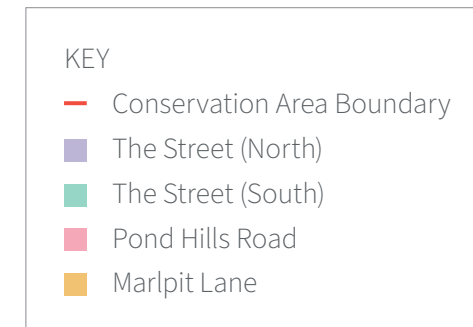 KEY
Conservation Area Boundary
The Street (North)
The Street (South)
Pond Hills Road
Marlpit Lane